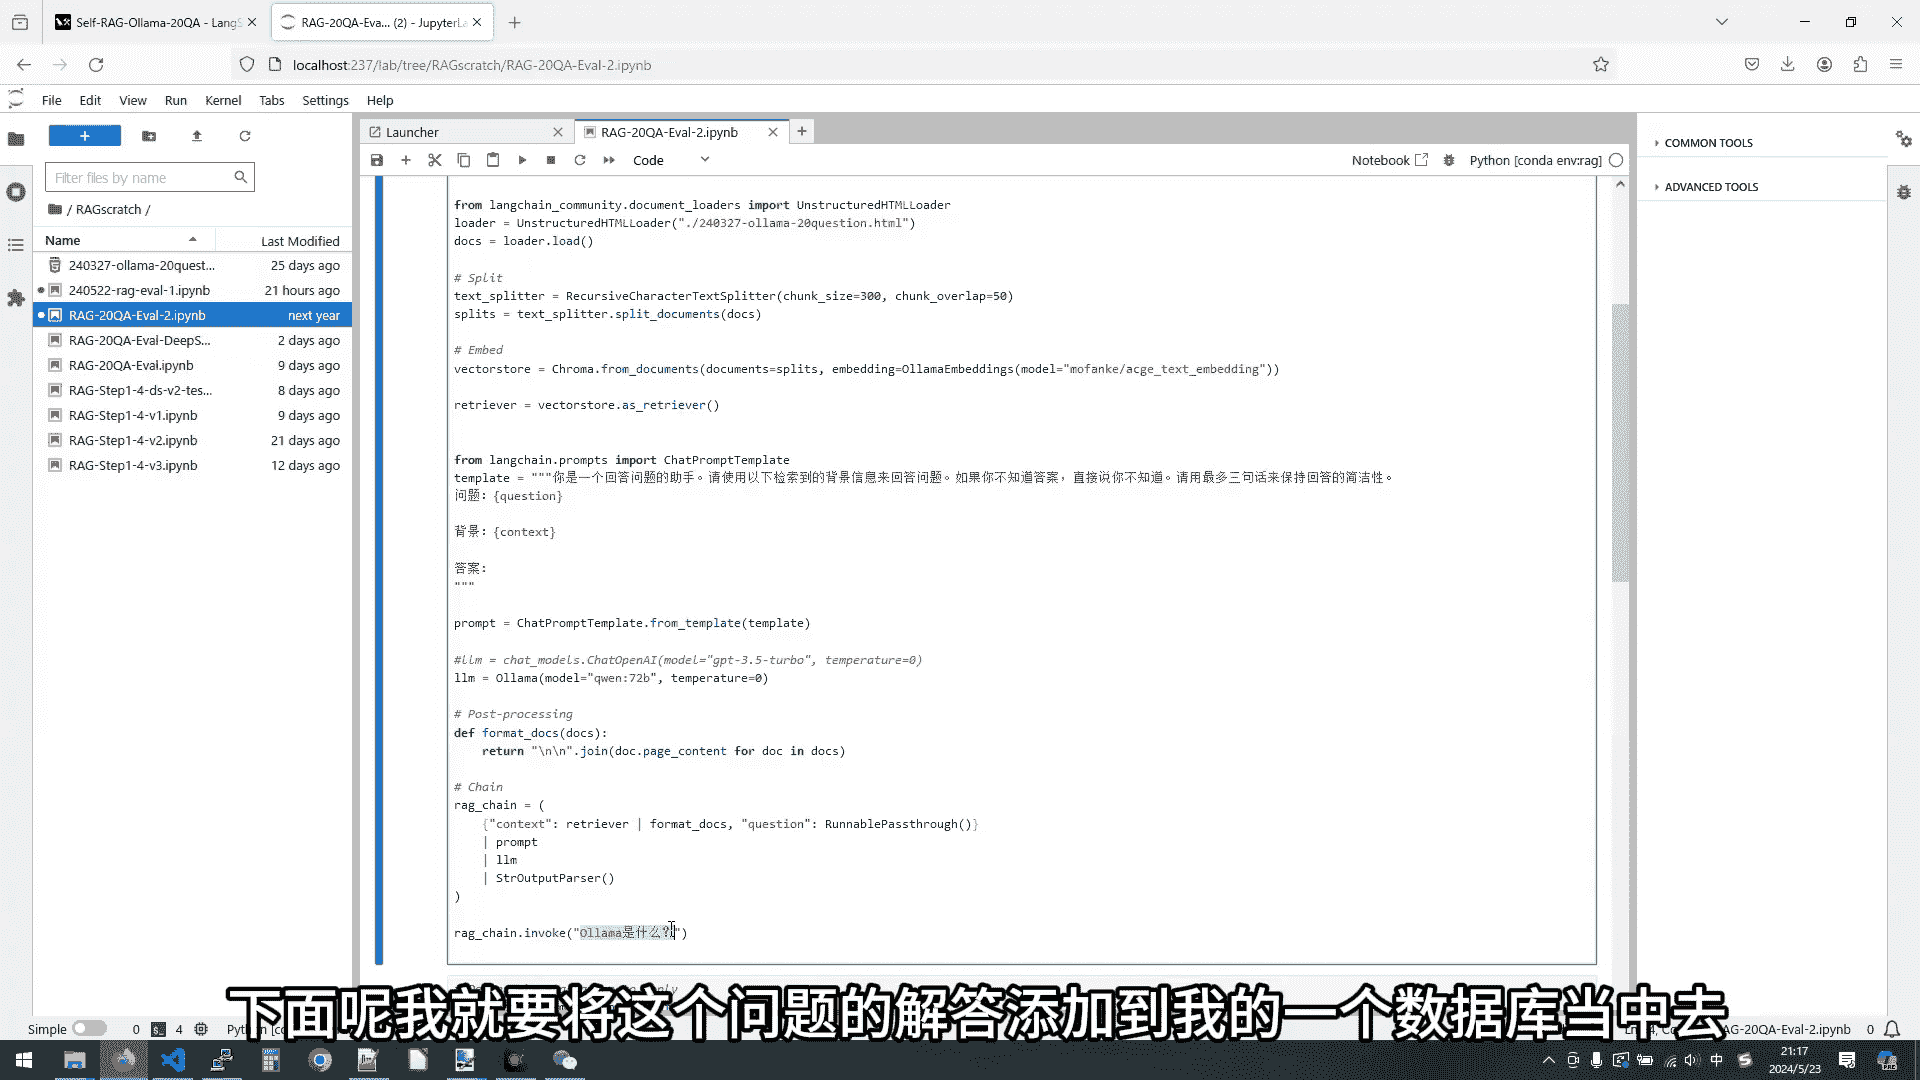 Self-RAG-Ollama-20QA - LangS
RAG-20QA-Eva... (2) - JupyterLa
localhost:237/lab/tree/RAGscratch/RAG-20QA-Eval-2.ipynb
File Edit View Run Kernel Tabs Settings Help
Launcher
RAG-20QA-Eval-2.ipynb
Code
Notebook
Python [conda env:rag]
Filter files by name
/ RAGscratch /
Name Last Modified
240327-ollama-20quest... 25 days ago
240522-rag-eval-1.ipynb 21 hours ago
RAG-20QA-Eval-2.ipynb next year
RAG-20QA-Eval-DeepS... 2 days ago
RAG-20QA-Eval.ipynb 9 days ago
RAG-Step1-4-ds-v2-tes... 8 days ago
RAG-Step1-4-v1.ipynb 9 days ago
RAG-Step1-4-v2.ipynb 21 days ago
RAG-Step1-4-v3.ipynb 12 days ago
from langchain_community.document_loaders import UnstructuredHTMLLoader
loader = UnstructuredHTMLLoader("./240327-ollama-20question.html")
docs = loader.load()
# Split
text_splitter = RecursiveCharacterTextSplitter(chunk_size=300, chunk_overlap=50)
splits = text_splitter.split_documents(docs)
# Embed
vectorstore = Chroma.from_documents(documents=splits, embedding=OllamaEmbeddings(model="mofanke/acge_text_embedding"))
retriever = vectorstore.as_retriever()
from langchain.prompts import ChatPromptTemplate
template = """你是一个回答问题的助手。请使用以下检索到的背景信息来回答问题。如果你不知道答案，直接说你不知道。请用最多三句话来保持回答的简洁性。
问题: {question}
背景: {context}
答案:
"""
prompt = ChatPromptTemplate.from_template(template)
#llm = chat_models.ChatOpenAI(model="gpt-3.5-turbo", temperature=0)
llm = Ollama(model="qwen:72b", temperature=0)
# Post-processing
def format_docs(docs):
return "\n\n".join(doc.page_content for doc in docs)
# Chain
rag_chain = (
{"context": retriever | format_docs, "question": RunnablePassthrough()}
| prompt
| llm
| StrOutputParser()
)
rag_chain.invoke("Ollama是什么?")
COMMON TOOLS
ADVANCED TOOLS
下面呢我就要将这个问题的解答添加到我的一个数据库当中去
Simple 0 4
RAG-20QA-Eval-2.ipynb 0
中
21:17
2024/5/23